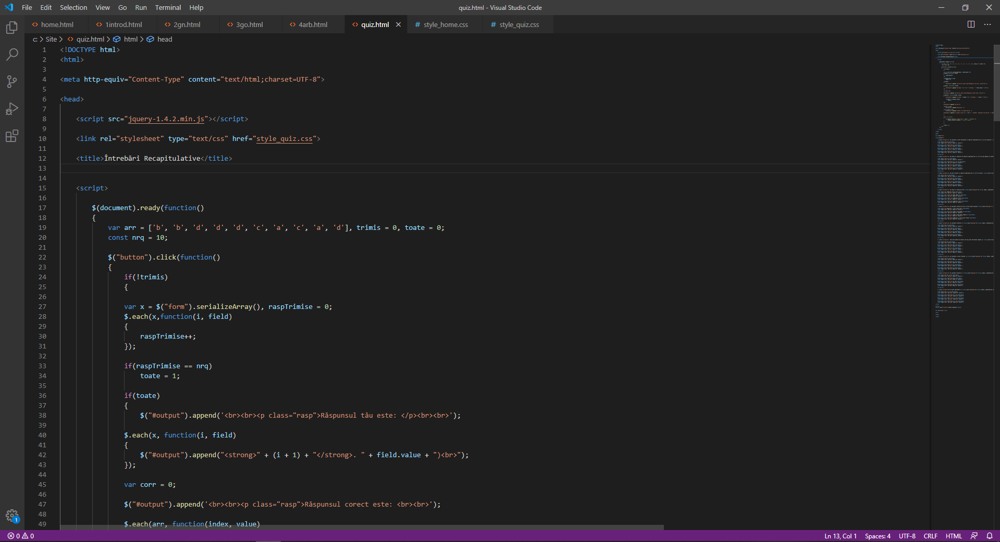 File Edit Selection View Go Run Terminal Help
quiz.html - Visual Studio Code
home.html 1introd.html 2gn.html 3go.html 4arb.html quiz.html style_home.css style_quiz.css
c: > Site > quiz.html > html > head
1 <!DOCTYPE html>
2 <html>
3
4 <meta http-equiv="Content-Type" content="text/html;charset=UTF-8">
5
6 <head>
7
8 <script src="jquery-1.4.2.min.js"></script>
9
10 <link rel="stylesheet" type="text/css" href="style_quiz.css">
11
12 <title>Întrebări Recapitulative</title>
13
14
15 <script>
16
17 $(document).ready(function()
18 {
19 var arr = ['b', 'b', 'd', 'd', 'd', 'c', 'a', 'c', 'a', 'd'], trimis = 0, toate = 0;
20 const nrq = 10;
21
22 $("button").click(function()
23 {
24 if(!trimis)
25 {
26
27 var x = $("form").serializeArray(), raspTrimise = 0;
28 $.each(x,function(i, field)
29 {
30 raspTrimise++;
31 });
32
33 if(raspTrimise == nrq)
34 toate = 1;
35
36 if(toate)
37 {
38 $("#output").append('<br><br><p class="rasp">Răspunsul tău este: </p><br><br>');
39
40 $.each(x, function(i, field)
41 {
42 $("#output").append("<strong>" + (i + 1) + "</strong>. " + field.value + ")<br>");
43 });
44
45 var corr = 0;
46
47 $("#output").append('<br><br><p class="rasp">Răspunsul corect este: <br><br>');
48
49 $.each(arr, function(index, value)
1
0 0
Ln 13, Col 1 Spaces: 4 UTF-8 CRLF HTML